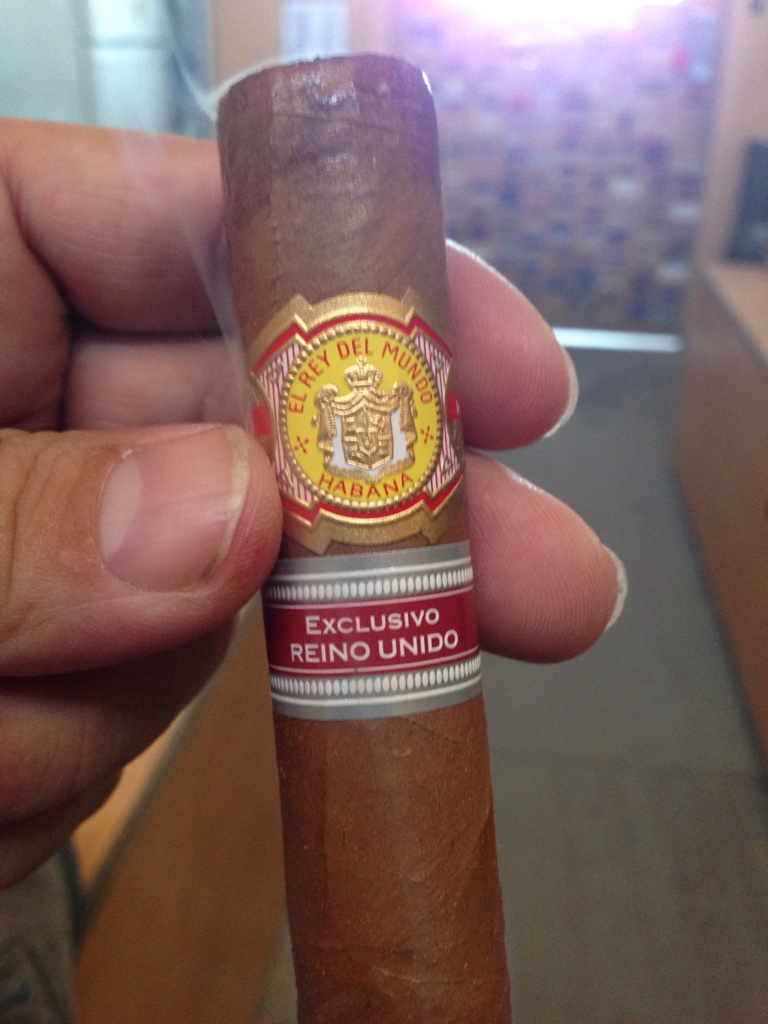 EL REY DEL MUNDO
HABANA
EXCLUSIVO
REINO UNIDO